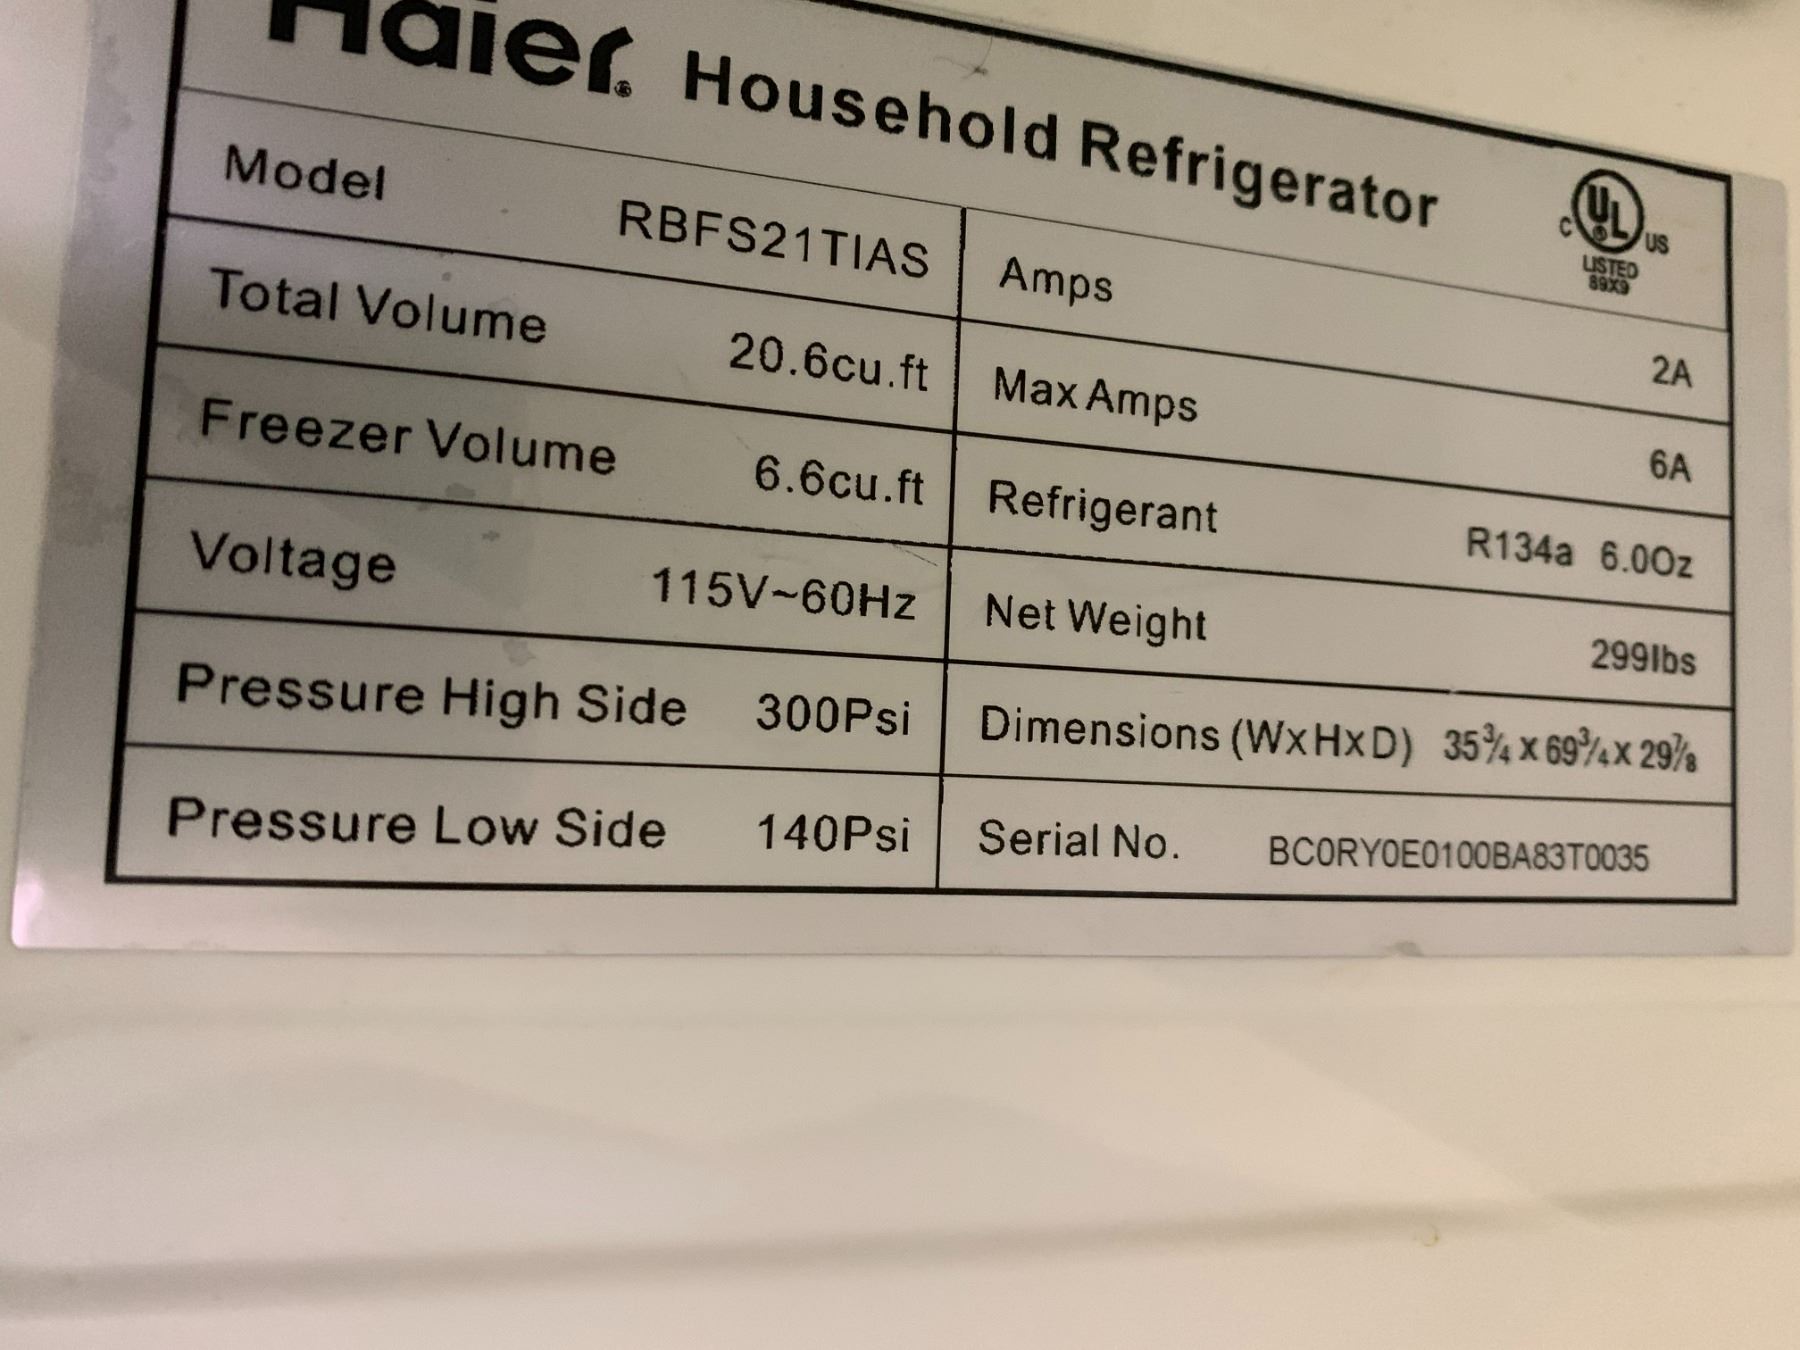 Haier® Household Refrigerator
C UL® US
LISTED
89X9
Model RBFS21TIAS
Total Volume 20.6cu.ft
Freezer Volume 6.6cu.ft
Voltage 115V~60Hz
Pressure High Side 300Psi
Pressure Low Side 140Psi
Amps 2A
Max Amps 6A
Refrigerant R134a 6.0Oz
Net Weight 299lbs
Dimensions (WxHxD) 35¾ x 69¾ x 29⅞
Serial No. BC0RY0E0100BA83T0035